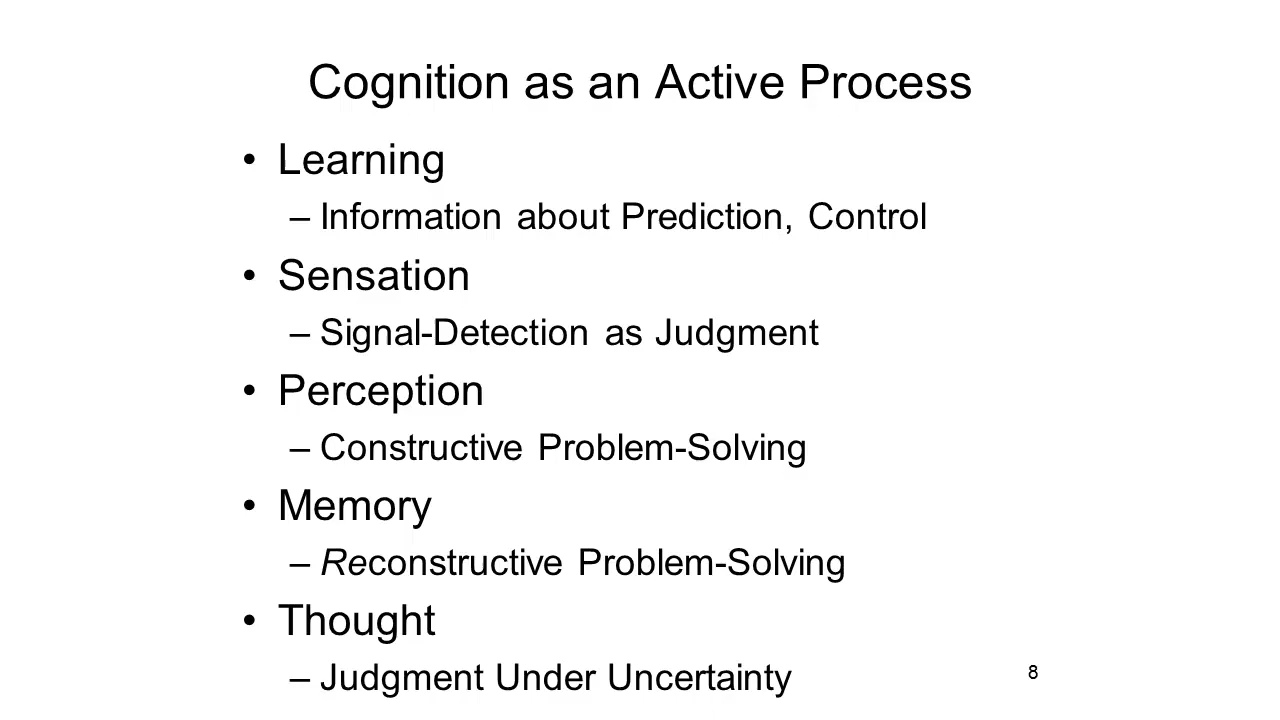 Cognition as an Active Process
• Learning
– Information about Prediction, Control
• Sensation
– Signal-Detection as Judgment
• Perception
– Constructive Problem-Solving
• Memory
– Reconstructive Problem-Solving
• Thought
– Judgment Under Uncertainty
8